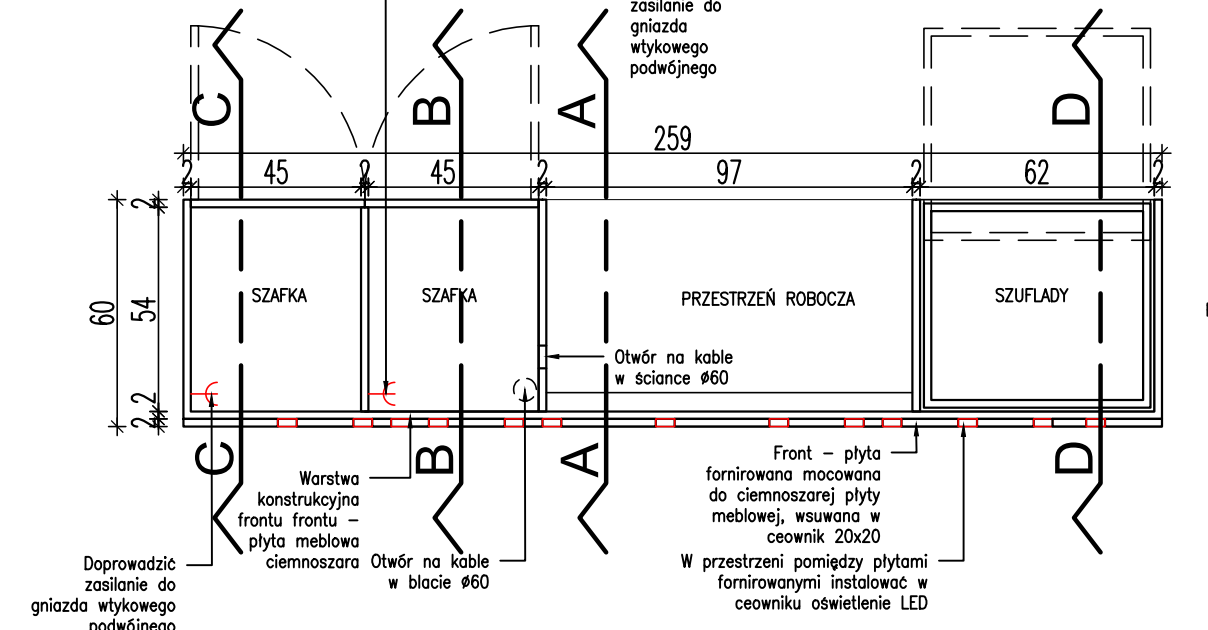 zasilanie do
gniazda
wtykowego
podwójnego
C
B
A
D
259
2
45
2
45
2
97
2
62
2
60
2
54
2
2
SZAFKA
SZAFKA
PRZESTRZEŃ ROBOCZA
SZUFLADY
Otwór na kable
w ściance ø60
C
B
A
D
Warstwa
konstrukcyjna
frontu frontu –
płyta meblowa
ciemnoszara
Front – płyta
fornirowana mocowana
do ciemnoszarej płyty
meblowej, wsuwana w
ceownik 20x20
Doprowadzić
zasilanie do
gniazda wtykowego
podwójnego
Otwór na kable
w blacie ø60
W przestrzeni pomiędzy płytami
fornirowanymi instalować w
ceowniku oświetlenie LED